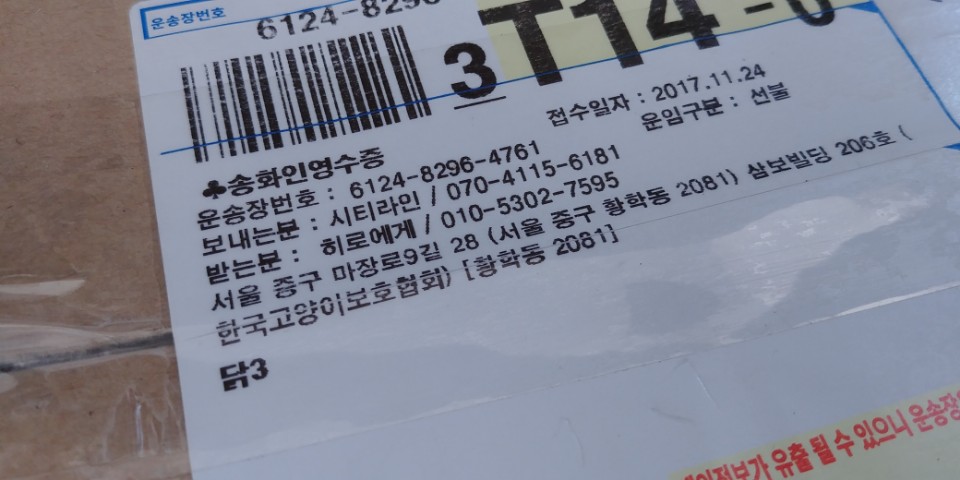 운송장번호
6124-8296
3 T14 - 0
접수일자 : 2017.11.24
운임구분 : 선불
♣송화인영수증
운송장번호 : 6124-8296-4761
보내는분 : 시티라인 / 070-4115-6181
받는분 : 히로에게 / 010-5302-7595
서울 중구 마장로9길 28 (서울 중구 황학동 2081) 삼보빌딩 206호 (
한국고양이보호협회) [황학동 2081]
닭3
유출 될 수 있으니 운송장